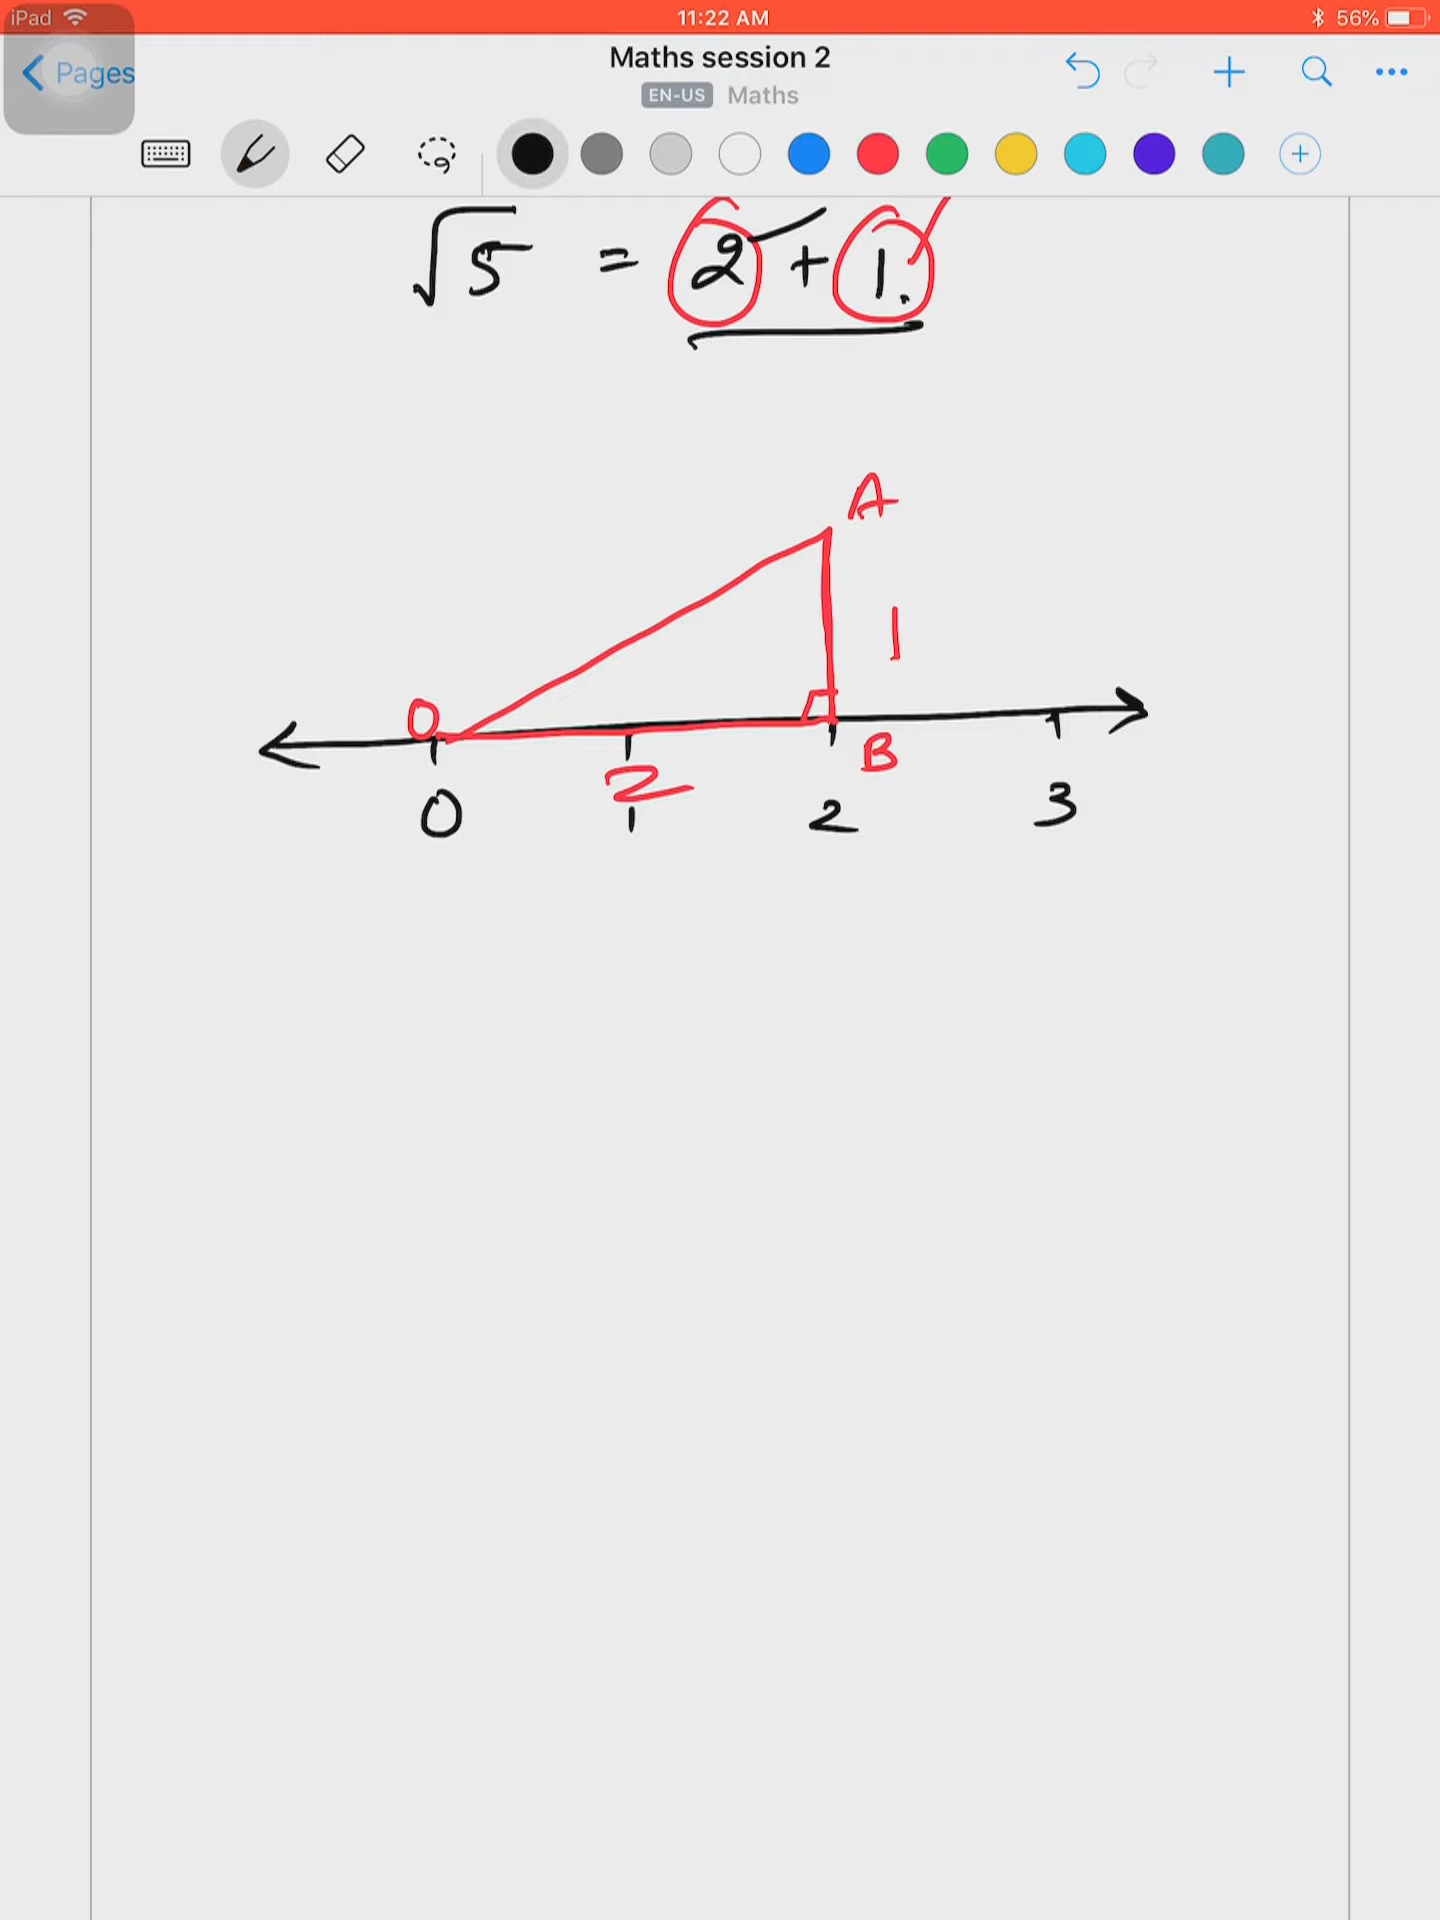 iPad 11:22 AM 56%
Pages Maths session 2
EN-US Maths
√5 = 2 + 1.
A
1
O
B
2
0 1 2 3